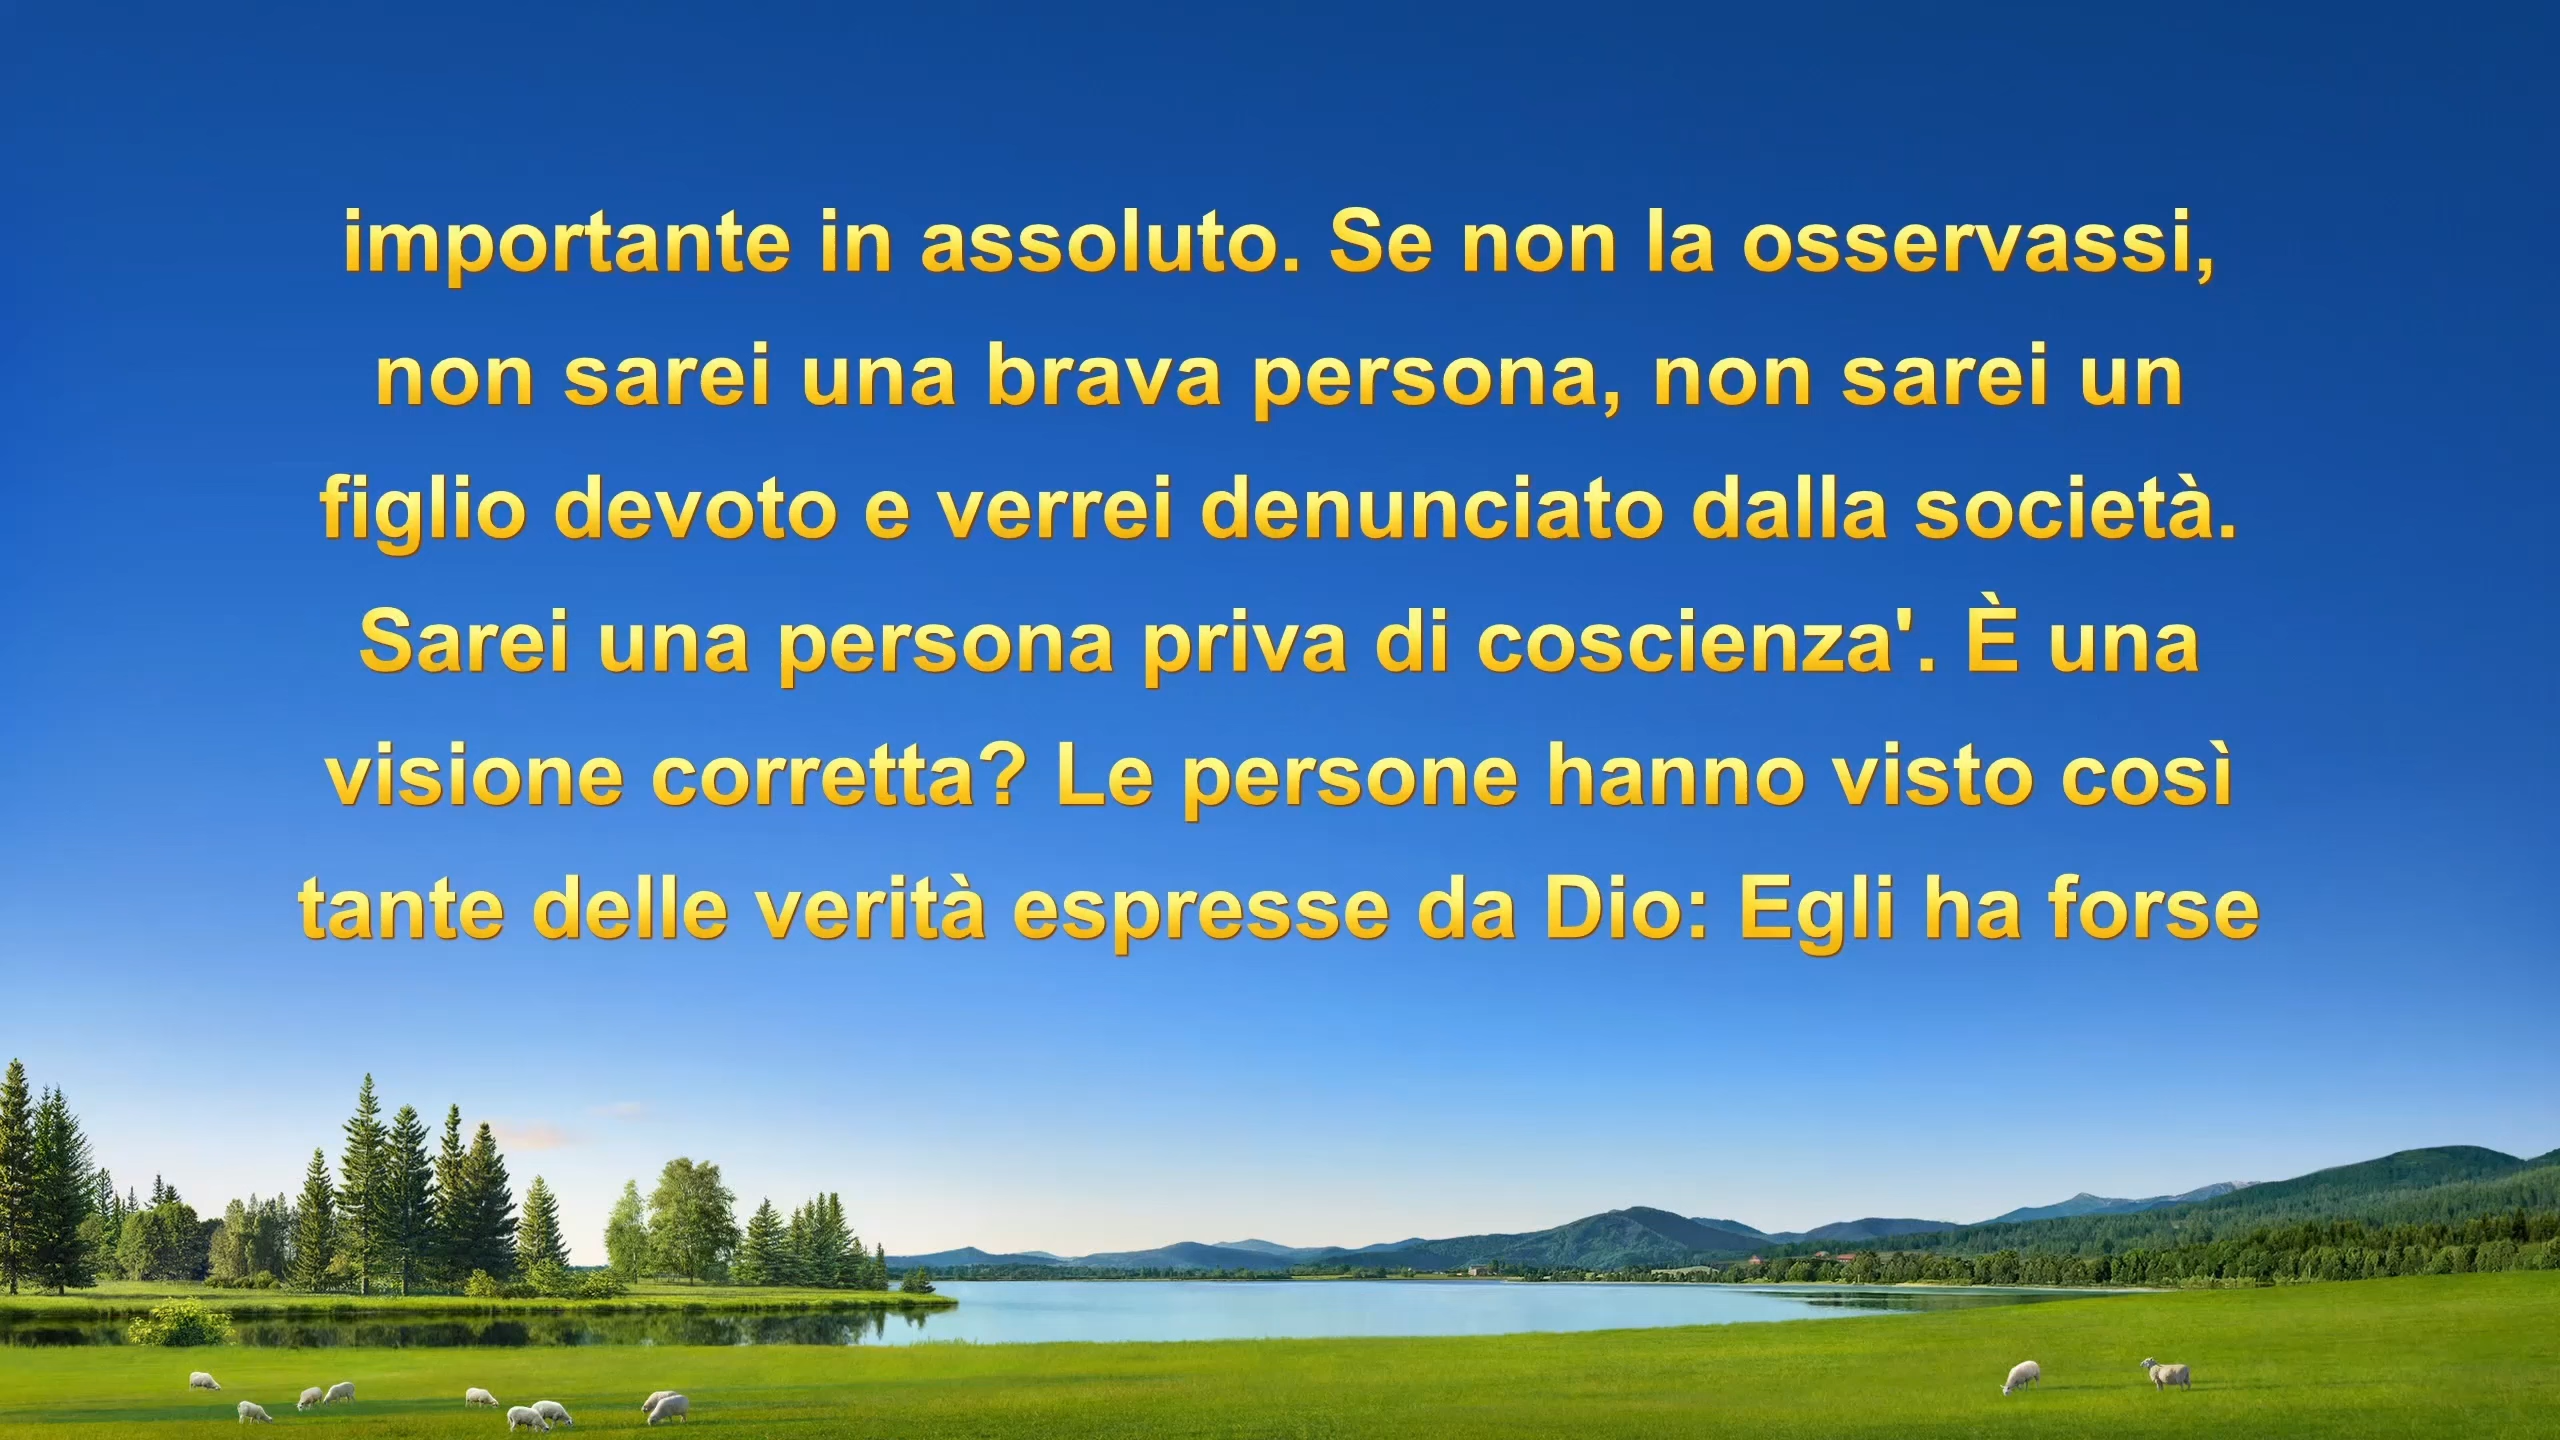 importante in assoluto. Se non la osservassi,
non sarei una brava persona, non sarei un
figlio devoto e verrei denunciato dalla società.
Sarei una persona priva di coscienza'. È una
visione corretta? Le persone hanno visto così
tante delle verità espresse da Dio: Egli ha forse